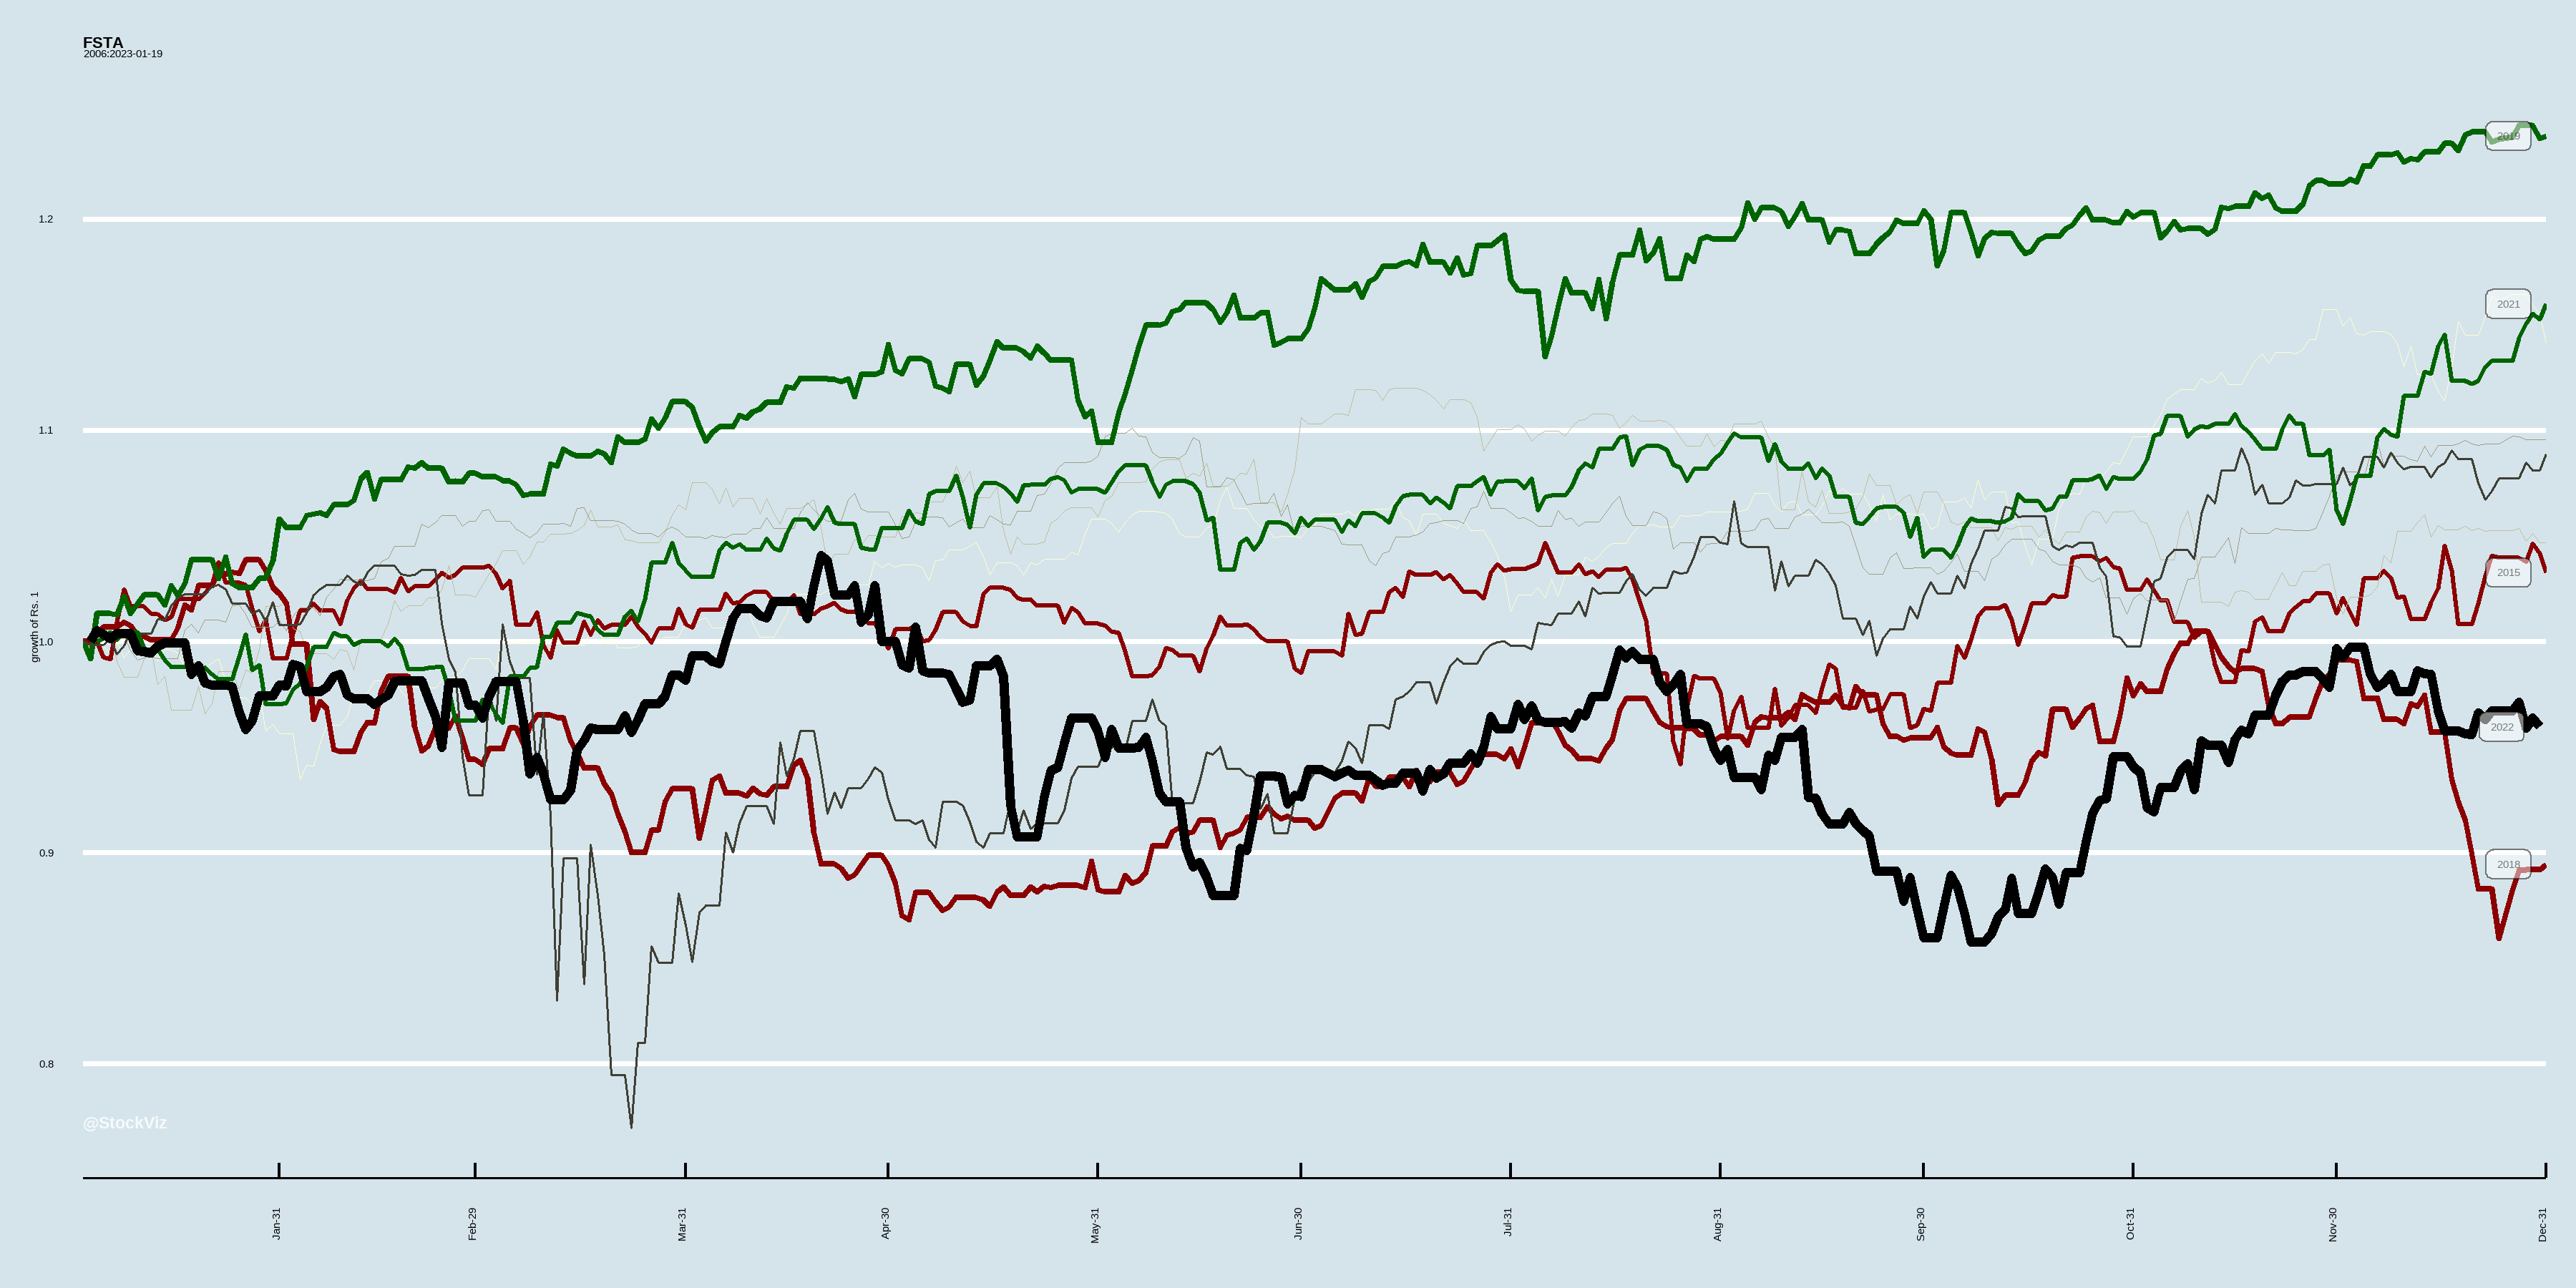 FSTA
2006:2023-01-19
2019
1.2
2021
1.1
growth of Rs. 1
1.0
2015
2022
0.9
2018
0.8
@StockViz
Jan-31
Feb-29
Mar-31
Apr-30
May-31
Jun-30
Jul-31
Aug-31
Sep-30
Oct-31
Nov-30
Dec-31